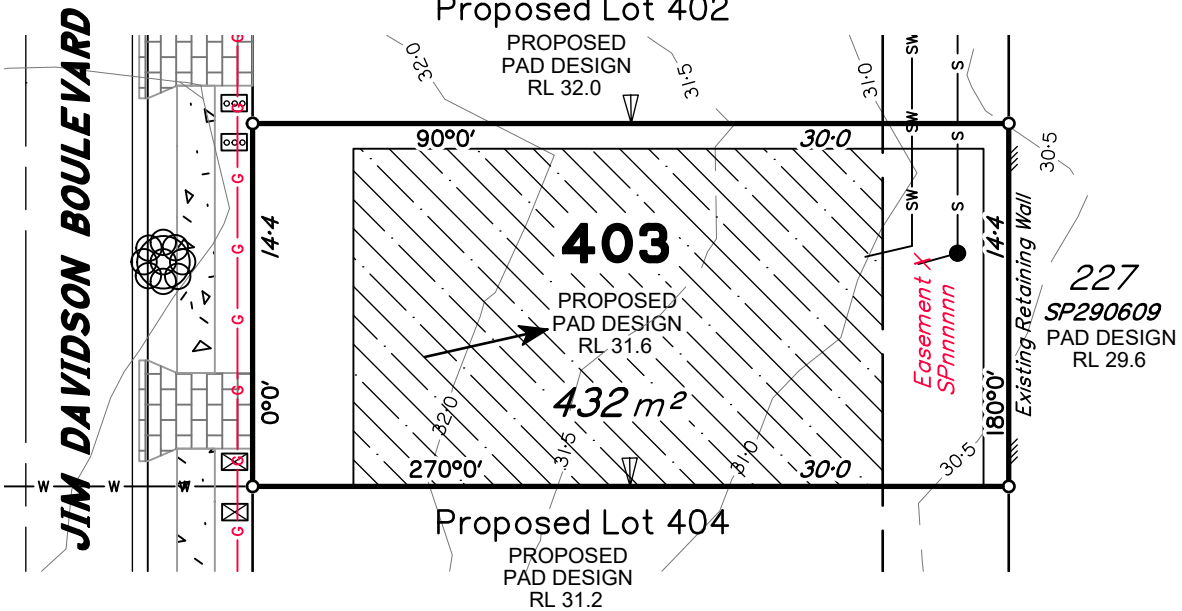 Proposed Lot 402
PROPOSED
PAD DESIGN
RL 32.0
32·0
31·5
31·0
30·5
JIM DAVIDSON BOULEVARD
G
G
G
G
G
G
G
G
SW
SW
SW
S
S
S
90°0'
30·0
14·4
0°0'
403
PROPOSED
PAD DESIGN
RL 31.6
432 m²
32·0
31·5
31·0
30·5
270°0'
30·0
14·4
180°0'
Easement X
SPnnnnnn
Existing Retaining Wall
227
SP290609
PAD DESIGN
RL 29.6
W W W
Proposed Lot 404
PROPOSED
PAD DESIGN
RL 31.2